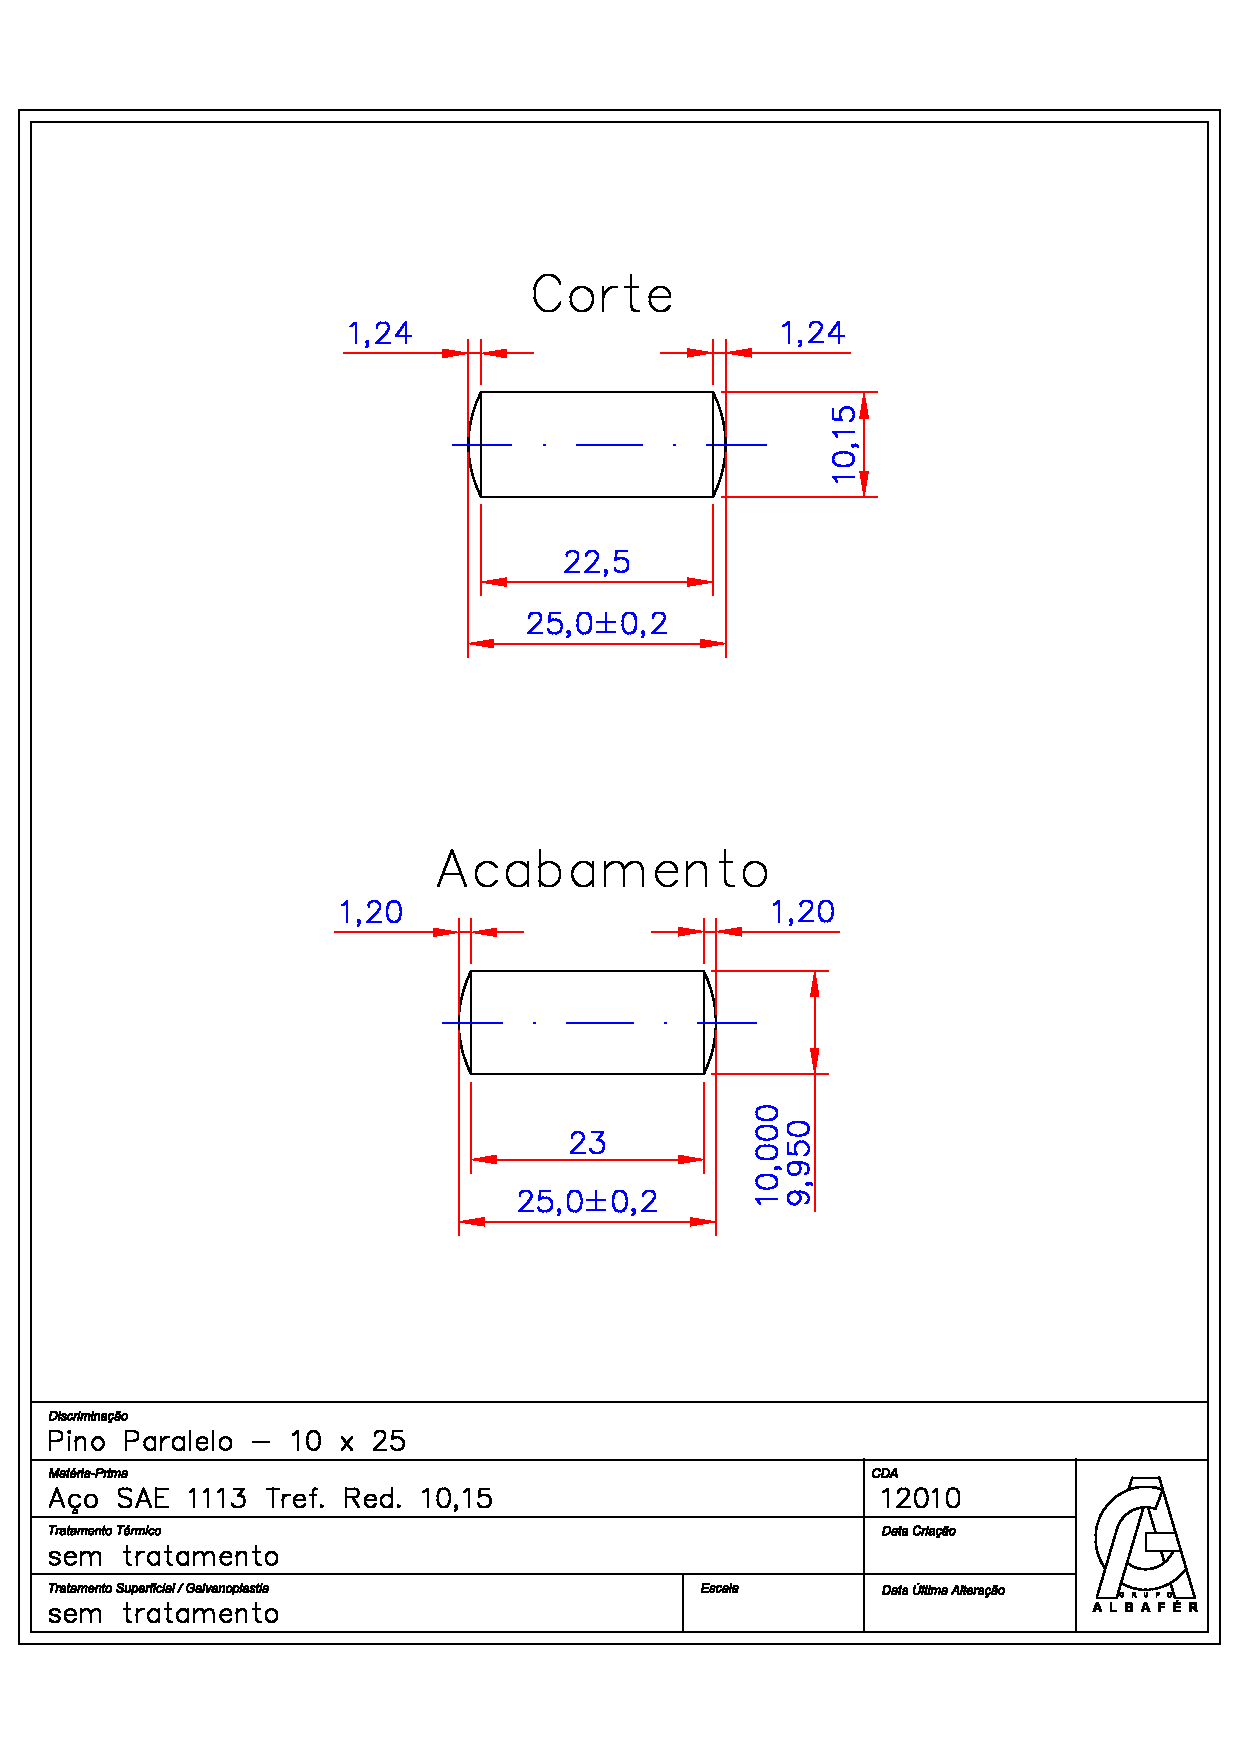 Corte
1,24
1,24
10,15
22,5
25,0±0,2
Acabamento
1,20
1,20
10,000
9,950
23
25,0±0,2
Discriminação
Pino Paralelo – 10 x 25
Matéria-Prima
Aço SAE 1113 Tref. Red. 10,15
CDA
12010
Tratamento Térmico
sem tratamento
Data Criação
Tratamento Superficial / Galvanoplastia
sem tratamento
Escala
Data Última Alteração
GRUPO
ALBAFÉR